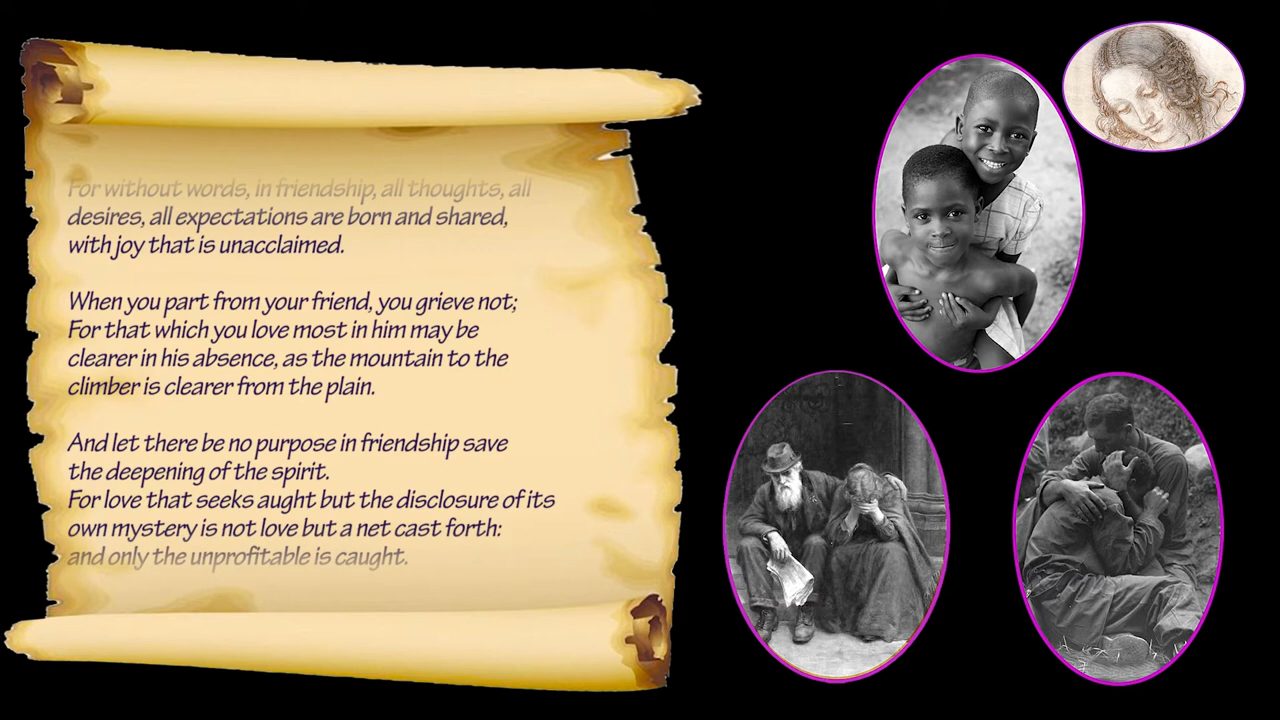 For without words, in friendship, all thoughts, all
desires, all expectations are born and shared,
with joy that is unacclaimed.
When you part from your friend, you grieve not;
For that which you love most in him may be
clearer in his absence, as the mountain to the
climber is clearer from the plain.
And let there be no purpose in friendship save
the deepening of the spirit.
For love that seeks aught but the disclosure of its
own mystery is not love but a net cast forth:
and only the unprofitable is caught.